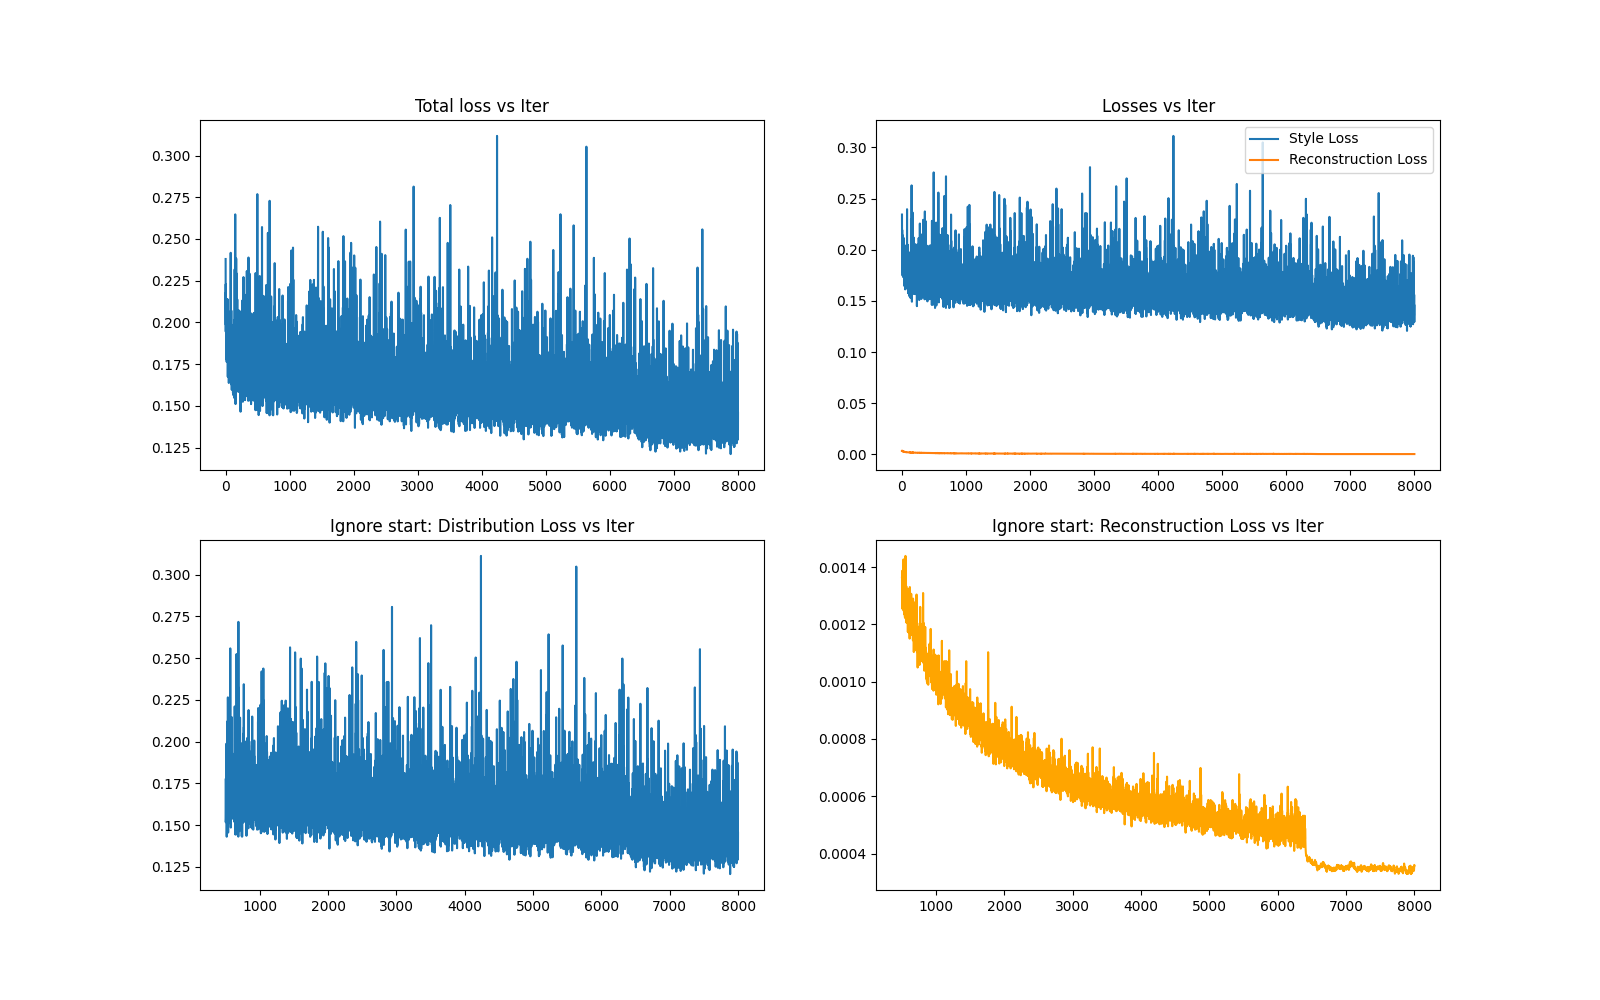 Total loss vs Iter
0.300
0.275
0.250
0.225
0.200
0.175
0.150
0.125
0 1000 2000 3000 4000 5000 6000 7000 8000
Losses vs Iter
Style Loss
Reconstruction Loss
0.30
0.25
0.20
0.15
0.10
0.05
0.00
0 1000 2000 3000 4000 5000 6000 7000 8000
Ignore start: Distribution Loss vs Iter
0.300
0.275
0.250
0.225
0.200
0.175
0.150
0.125
1000 2000 3000 4000 5000 6000 7000 8000
Ignore start: Reconstruction Loss vs Iter
0.0014
0.0012
0.0010
0.0008
0.0006
0.0004
1000 2000 3000 4000 5000 6000 7000 8000